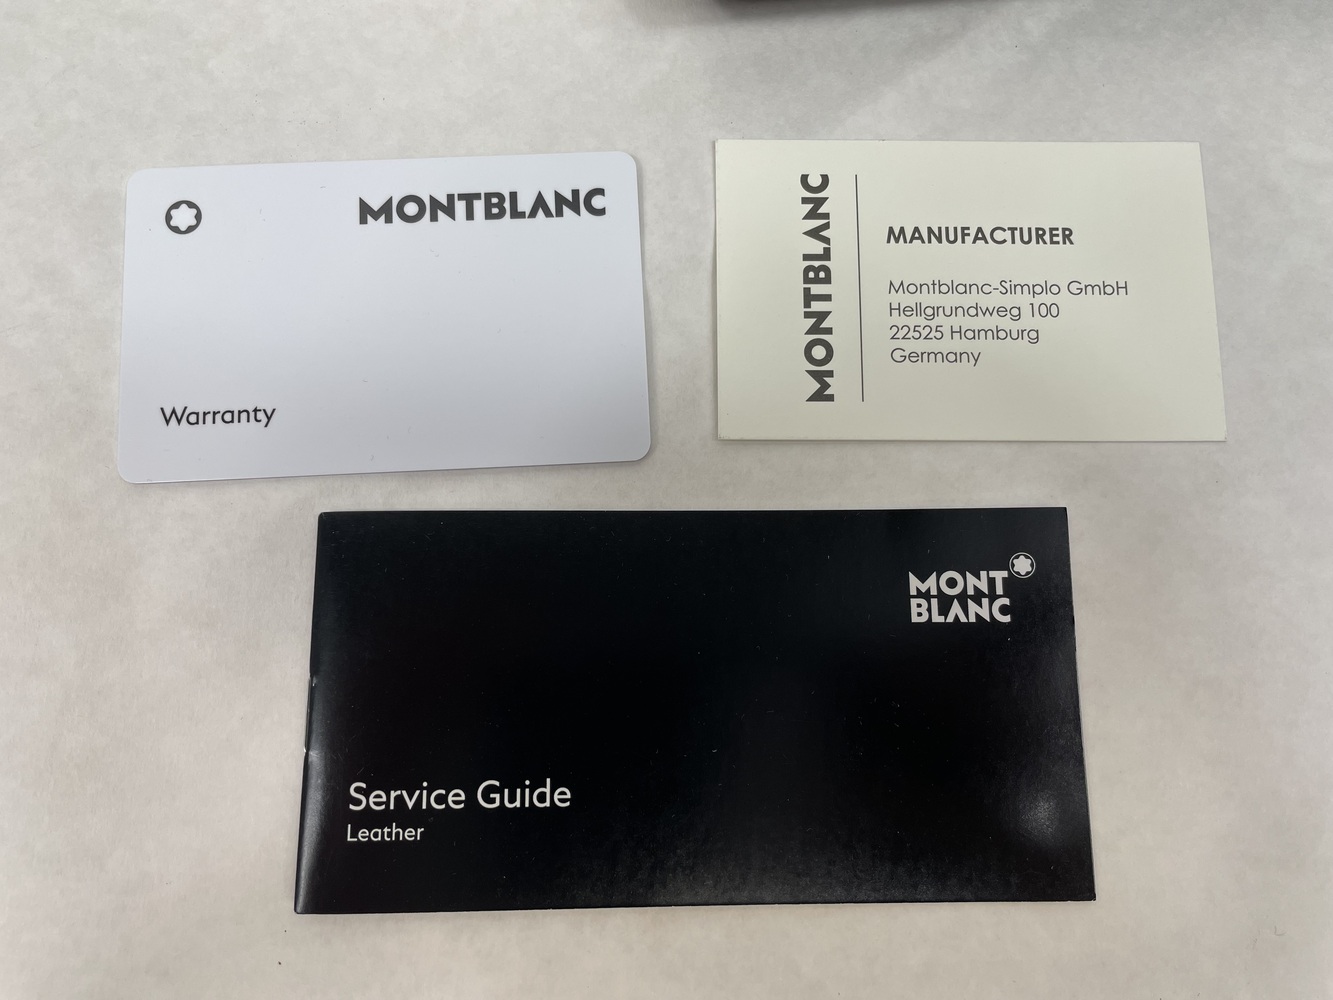 MONTBLANC
Warranty
MONTBLANC
MANUFACTURER
Montblanc-Simplo GmbH
Hellgrundweg 100
22525 Hamburg
Germany
MONT
BLANC
Service Guide
Leather